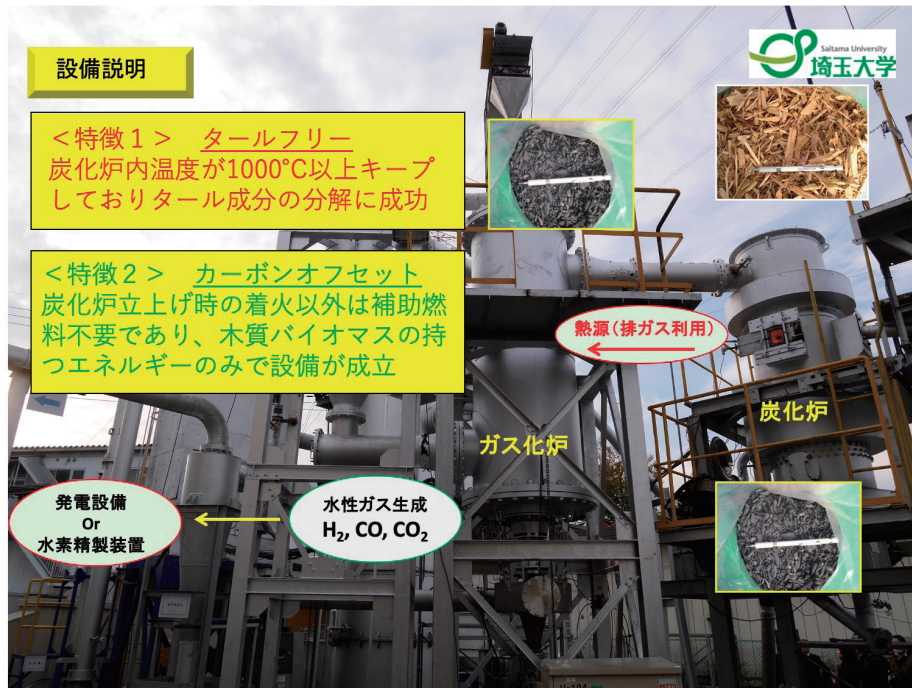 設備説明
Saitama University
埼玉大学
＜特徴１＞　タールフリー
炭化炉内温度が1000℃以上キープ
しておりタール成分の分解に成功
＜特徴２＞　カーボンオフセット
炭化炉立上げ時の着火以外は補助燃
料不要であり、木質バイオマスの持
つエネルギーのみで設備が成立
熱源（排ガス利用）
炭化炉
ガス化炉
発電設備
Or
水素精製装置
水性ガス生成
H₂, CO, CO₂